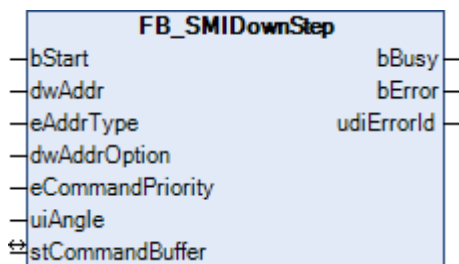 FB_SMIDownStep
bStart bBusy
dwAddr bError
eAddrType udiErrorId
dwAddrOption
eCommandPriority
uiAngle
stCommandBuffer